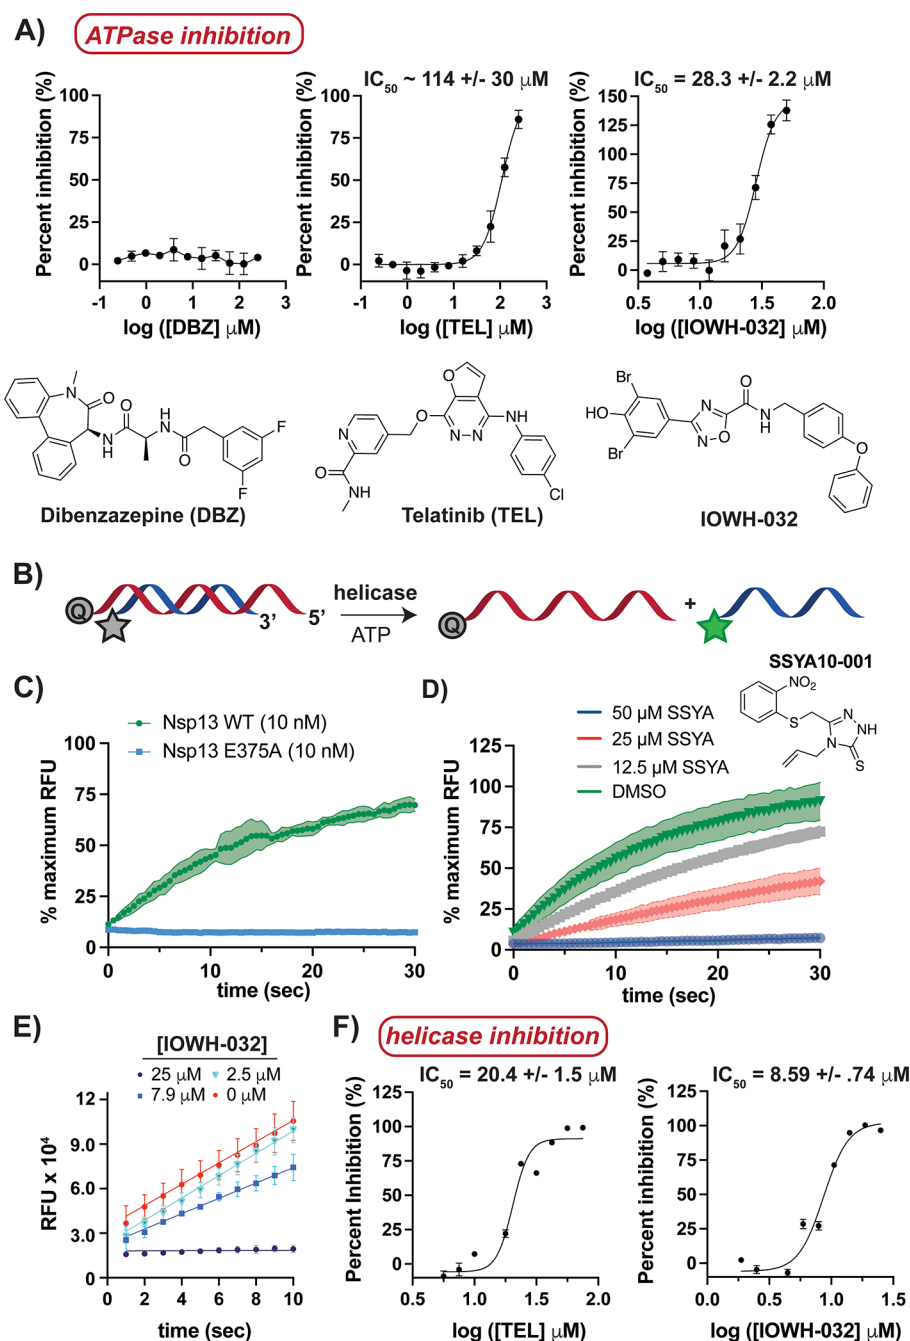 A)
ATPase inhibition
IC50 ~ 114 +/- 30 μM
IC50 = 28.3 +/- 2.2 μM
Percent inhibition (%)
100
75
50
25
0
-1 0 1 2 3
log ([DBZ] μM)
Percent inhibition (%)
100
75
50
25
0
-1 0 1 2 3
log ([TEL] μM)
Percent inhibition (%)
150
125
100
75
50
25
0
0.5 1.0 1.5 2.0
log ([IOWH-032] μM)
N
O
N
H
O
H
N
O
F
F
Dibenzazepine (DBZ)
O
NH
N
O
N
N
O
NH
Cl
Telatinib (TEL)
Br
HO
Br
N
N
O
O
N
H
O
IOWH-032
B)
Q
3’ 5’
helicase
ATP
Q
+
C)
Nsp13 WT (10 nM)
Nsp13 E375A (10 nM)
% maximum RFU
100
75
50
25
0
0 10 20 30
time (sec)
D)
SSYA10-001
NO2
S
N
NH
N
S
50 μM SSYA
25 μM SSYA
12.5 μM SSYA
DMSO
% maximum RFU
125
100
75
50
25
0
0 10 20 30
time (sec)
E)
[IOWH-032]
25 μM 2.5 μM
7.9 μM 0 μM
RFU x 10⁴
12
9.0
6.0
3.0
0
2 4 6 8 10
time (sec)
F)
helicase inhibition
IC50 = 20.4 +/- 1.5 μM
IC50 = 8.59 +/- .74 μM
Percent Inhibition (%)
125
100
75
50
25
0
0.5 1.0 1.5 2.0
log ([TEL] μM)
Percent Inhibition (%)
125
100
75
50
25
0
0.0 0.5 1.0 1.5
log ([IOWH-032] μM)